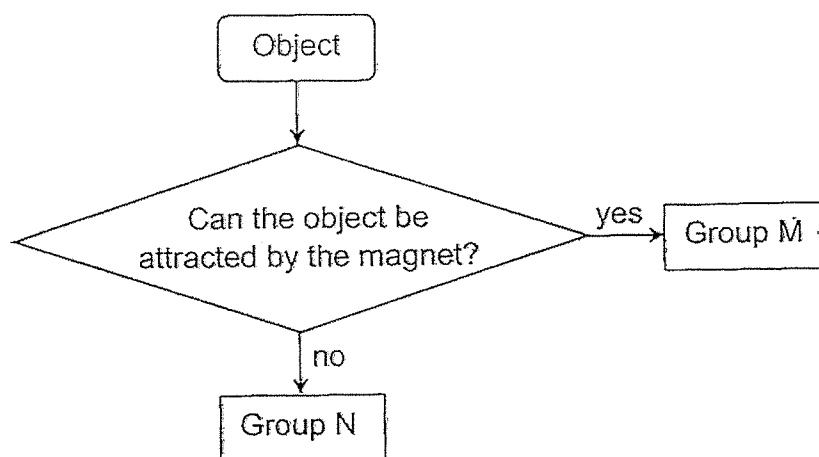 Object
Can the object be
attracted by the magnet?
yes
Group M
no
Group N